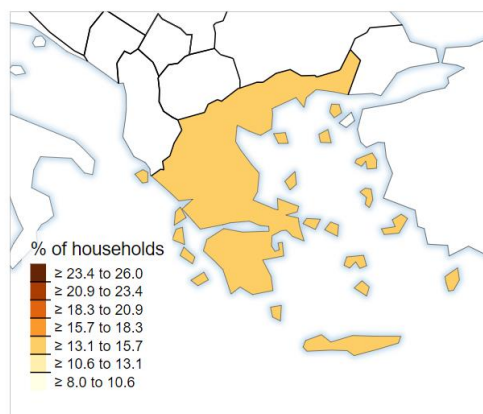 % of households
≥ 23.4 to 26.0
≥ 20.9 to 23.4
≥ 18.3 to 20.9
≥ 15.7 to 18.3
≥ 13.1 to 15.7
≥ 10.6 to 13.1
≥ 8.0 to 10.6